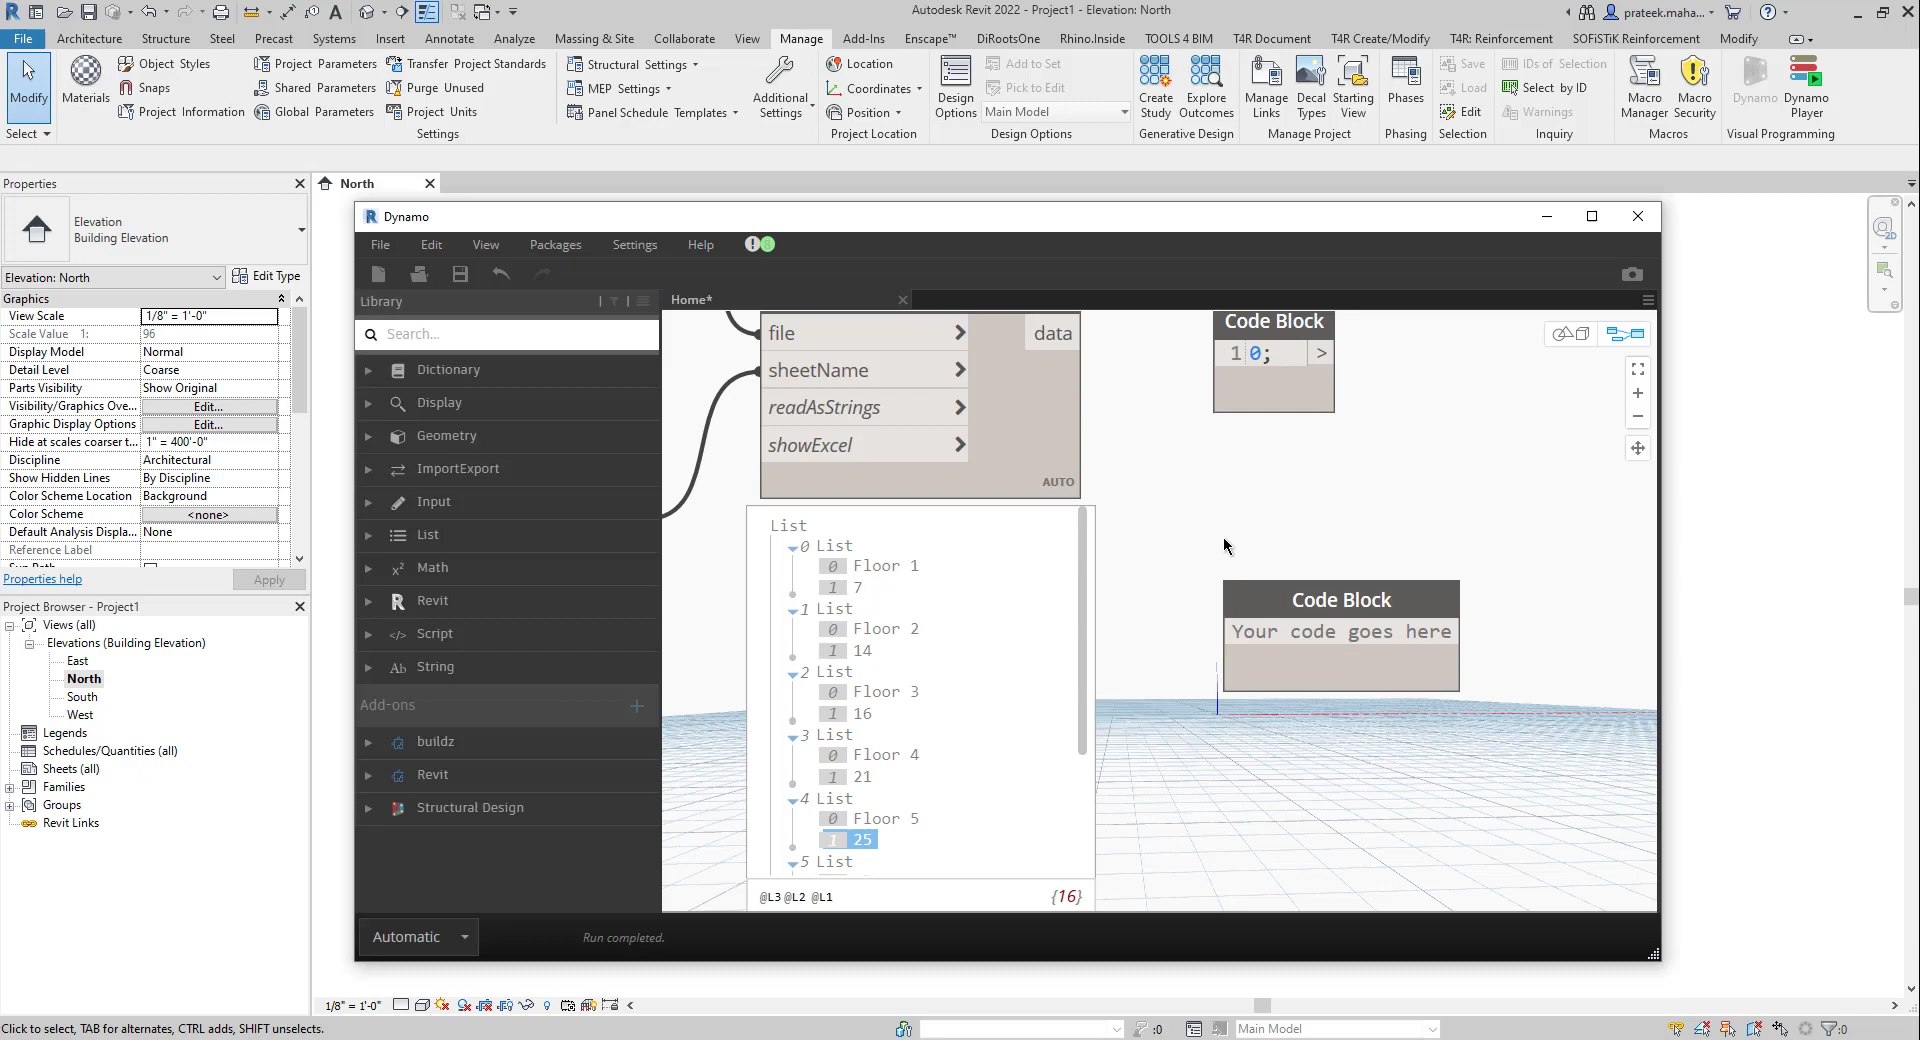 Autodesk Revit 2022 - Project1 - Elevation: North
prateek.maha...
File Architecture Structure Steel Precast Systems Insert Annotate Analyze Massing & Site Collaborate View Manage Add-Ins Enscape™ DiRootsOne Rhino.Inside TOOLS 4 BIM T4R Document T4R Create/Modify T4R: Reinforcement SOFiSTiK Reinforcement Modify
Modify
Select
Materials
Object Styles
Snaps
Project Information
Project Parameters
Shared Parameters
Global Parameters
Transfer Project Standards
Purge Unused
Project Units
Settings
Structural Settings
MEP Settings
Panel Schedule Templates
Additional
Settings
Location
Coordinates
Position
Project Location
Design
Options
Add to Set
Pick to Edit
Main Model
Design Options
Create
Study
Explore
Outcomes
Generative Design
Manage
Links
Decal
Types
Starting
View
Manage Project
Phases
Phasing
Save
Load
Edit
Selection
IDs of Selection
Select by ID
Warnings
Inquiry
Macro
Manager
Macro
Security
Macros
Dynamo
Dynamo
Player
Visual Programming
Properties
Elevation
Building Elevation
Elevation: North
Edit Type
Graphics
View Scale 1/8" = 1'-0"
Scale Value 1: 96
Display Model Normal
Detail Level Coarse
Parts Visibility Show Original
Visibility/Graphics Ove... Edit...
Graphic Display Options Edit...
Hide at scales coarser t... 1" = 400'-0"
Discipline Architectural
Show Hidden Lines By Discipline
Color Scheme Location Background
Color Scheme <none>
Default Analysis Displa... None
Reference Label
Properties help
Apply
Project Browser - Project1
Views (all)
Elevations (Building Elevation)
East
North
South
West
Legends
Schedules/Quantities (all)
Sheets (all)
Families
Groups
Revit Links
North
Dynamo
File Edit View Packages Settings Help
Library
Search...
Dictionary
Display
Geometry
ImportExport
Input
List
Math
Revit
Script
String
Add-ons
buildz
Revit
Structural Design
Home*
file
sheetName
readAsStrings
showExcel
data
AUTO
Code Block
1 0; >
Code Block
Your code goes here
List
0 List
0 Floor 1
1 7
1 List
0 Floor 2
1 14
2 List
0 Floor 3
1 16
3 List
0 Floor 4
1 21
4 List
0 Floor 5
1 25
5 List
@L3 @L2 @L1
{16}
Automatic
Run completed.
1/8" = 1'-0"
Click to select, TAB for alternates, CTRL adds, SHIFT unselects.
:0
Main Model
:0